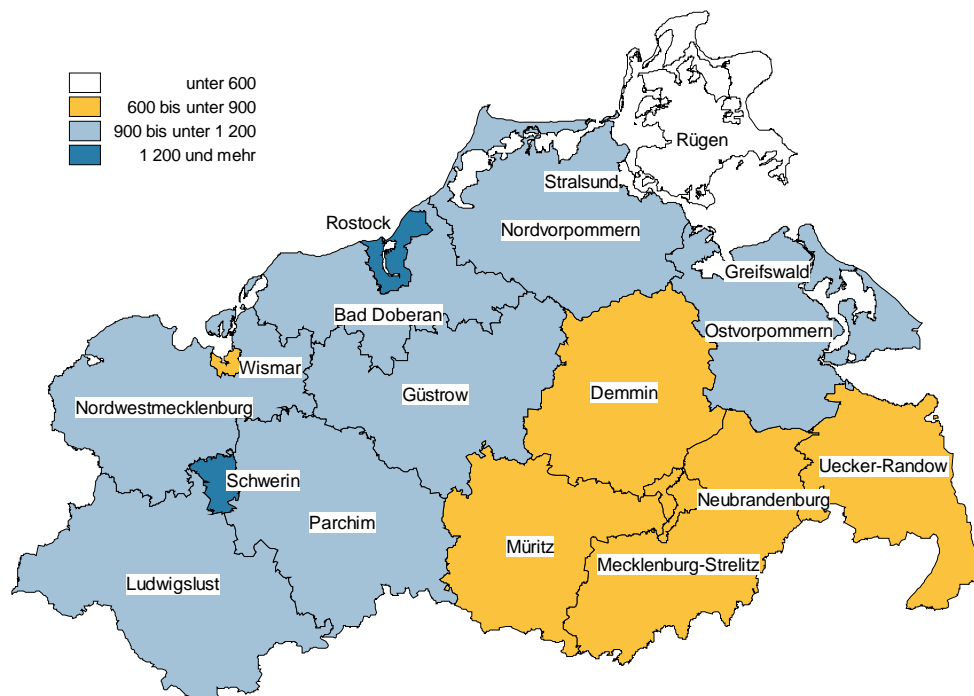 unter 600
600 bis unter 900
900 bis unter 1 200
1 200 und mehr
Rügen
Stralsund
Rostock
Nordvorpommern
Greifswald
Bad Doberan
Ostvorpommern
Wismar
Nordwestmecklenburg
Güstrow
Demmin
Uecker-Randow
Schwerin
Neubrandenburg
Parchim
Müritz
Mecklenburg-Strelitz
Ludwigslust